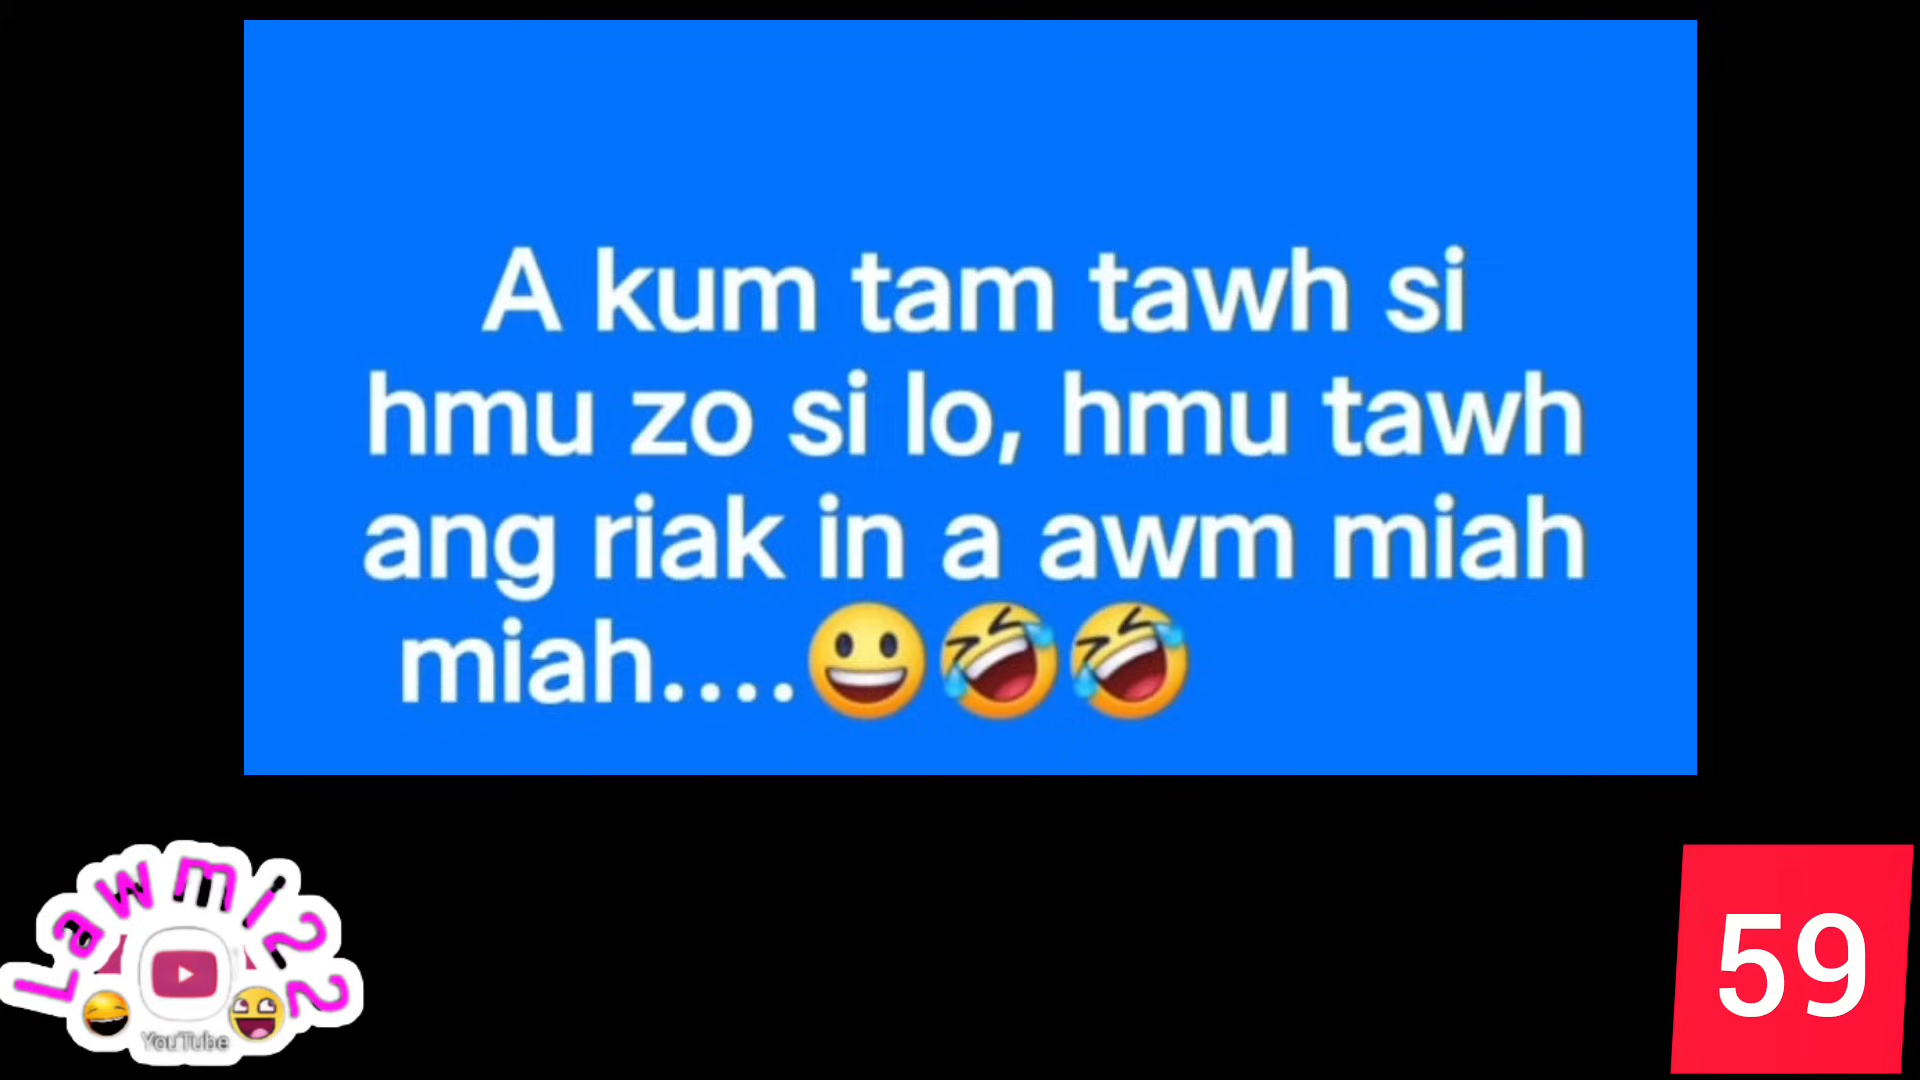 A kum tam tawh si
hmu zo si lo, hmu tawh
ang riak in a awm miah
miah....😀🤣🤣
Lawmi22
YouTube
59